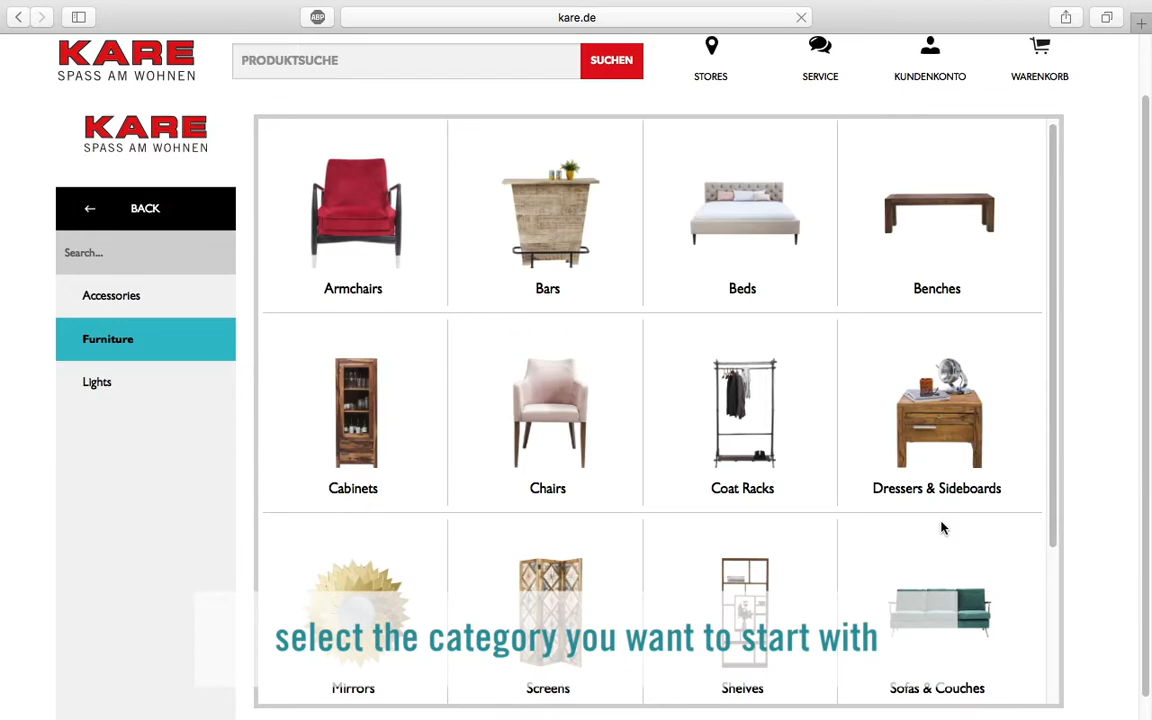 kare.de
ABP
KARE
SPASS AM WOHNEN
PRODUKTSUCHE
SUCHEN
STORES
SERVICE
KUNDENKONTO
WARENKORB
KARE
SPASS AM WOHNEN
BACK
Search...
Accessories
Furniture
Lights
Armchairs
Bars
Beds
Benches
Cabinets
Chairs
Coat Racks
Dressers & Sideboards
select the category you want to start with
Mirrors
Screens
Shelves
Sofas & Couches